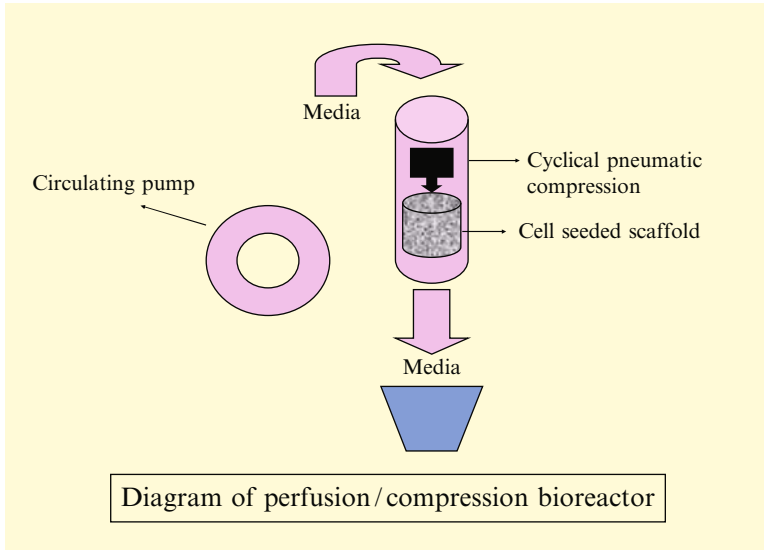 Media
Circulating pump
Cyclical pneumatic
compression
Cell seeded scaffold
Media
Diagram of perfusion/compression bioreactor